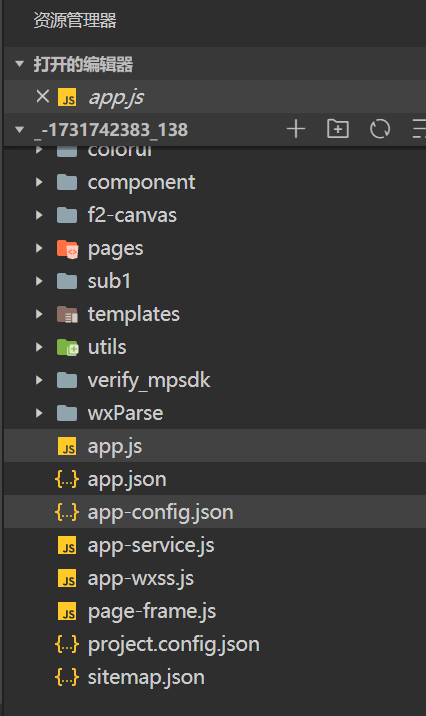 资源管理器
打开的编辑器
JS app.js
_-1731742383_138
colorui
component
f2-canvas
pages
sub1
templates
utils
verify_mpsdk
wxParse
JS app.js
{..} app.json
{..} app-config.json
JS app-service.js
JS app-wxss.js
JS page-frame.js
{..} project.config.json
{..} sitemap.json